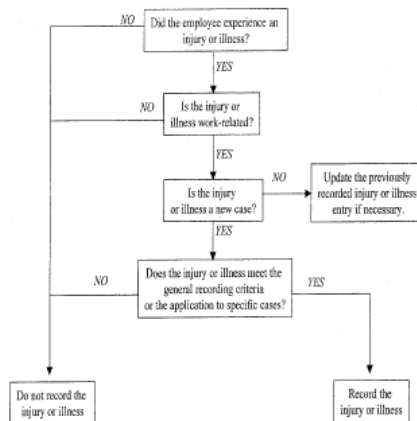 NO
Did the employee experience an
injury or illness?
YES
NO
Is the injury or
illness work-related?
YES
Is the injury
or illness a new case?
NO
Update the previously
recorded injury or illness
entry if necessary.
YES
NO
Does the injury or illness meet the
general recording criteria
or the application to specific cases?
YES
Do not record the
injury or illness
Record the
injury or illness